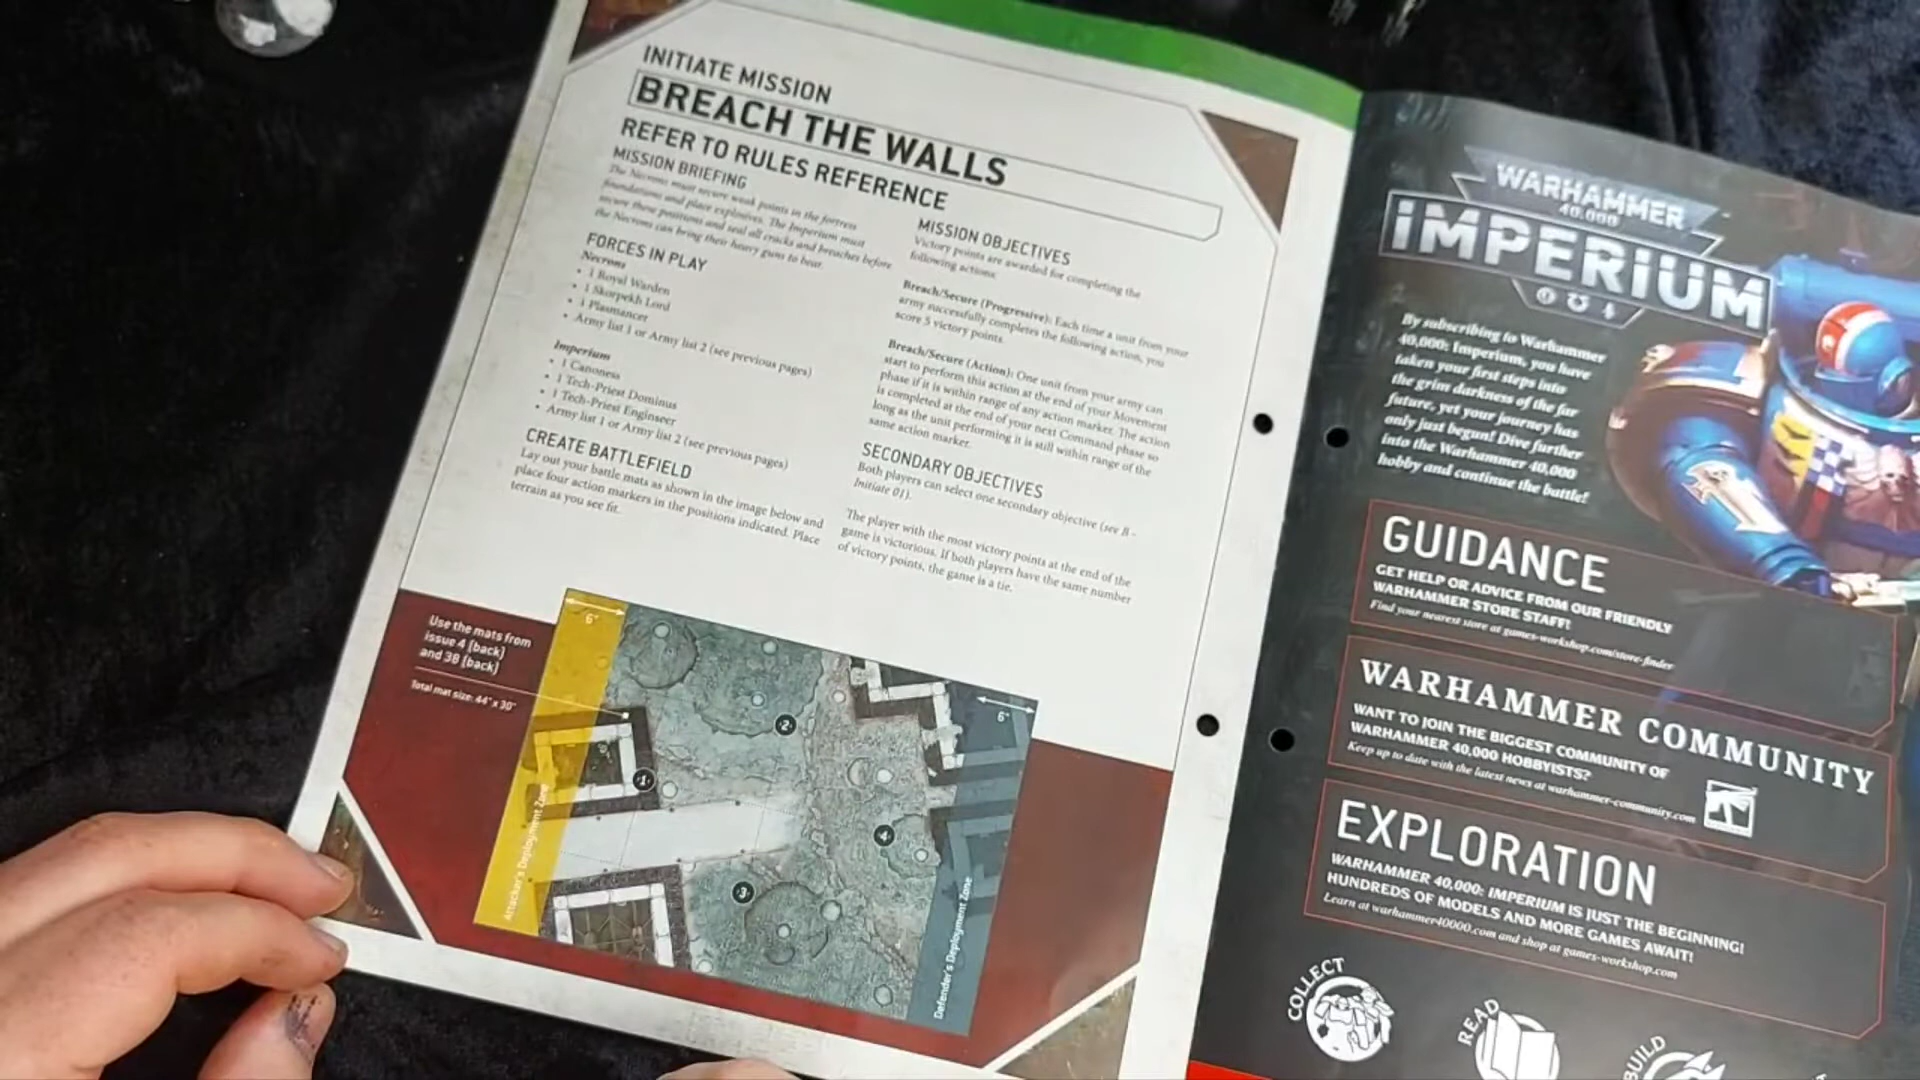 INITIATE MISSION
BREACH THE WALLS
REFER TO RULES REFERENCE
MISSION BRIEFING
The Necrons must secure weak points in the fortress
foundations and place explosives. The Imperium must
secure these positions and seal all cracks and breaches before
the Necrons can bring their heavy guns to bear.
FORCES IN PLAY
Necrons
• 1 Royal Warden
• 1 Skorpekh Lord
• 1 Plasmancer
• Army list 1 or Army list 2 (see previous pages)
Imperium
• 1 Canoness
• 1 Tech-Priest Dominus
• 1 Tech-Priest Enginseer
• Army list 1 or Army list 2 (see previous pages)
CREATE BATTLEFIELD
Lay out your battle mats as shown in the image below and
place four action markers in the positions indicated. Place
terrain as you see fit.
MISSION OBJECTIVES
Victory points are awarded for completing the
following actions:
Breach/Secure (Progressive): Each time a unit from your
army successfully completes the following action, you
score 5 victory points.
Breach/Secure (Action): One unit from your army can
start to perform this action at the end of your Movement
phase if it is within range of any action marker. The action
is completed at the end of your next Command phase so
long as the unit performing it is still within range of the
same action marker.
SECONDARY OBJECTIVES
Both players can select one secondary objective (see B -
Initiate 01).
The player with the most victory points at the end of the
game is victorious. If both players have the same number
of victory points, the game is a tie.
Use the mats from
issue 4 (back)
and 38 (back)
Total mat size: 44" x 30"
6"
6"
1
2
3
4
Attacker's Deployment Zone
Defender's Deployment Zone
WARHAMMER
40,000
IMPERIUM
By subscribing to Warhammer
40,000: Imperium, you have
taken your first steps into
the grim darkness of the far
future, yet your journey has
only just begun! Dive further
into the Warhammer 40,000
hobby and continue the battle!
GUIDANCE
GET HELP OR ADVICE FROM OUR FRIENDLY
WARHAMMER STORE STAFF!
Find your nearest store at games-workshop.com/store-finder
WARHAMMER COMMUNITY
WANT TO JOIN THE BIGGEST COMMUNITY OF
WARHAMMER 40,000 HOBBYISTS?
Keep up to date with the latest news at warhammer-community.com
EXPLORATION
WARHAMMER 40,000: IMPERIUM IS JUST THE BEGINNING!
HUNDREDS OF MODELS AND MORE GAMES AWAIT!
Learn at warhammer40000.com and shop at games-workshop.com
COLLECT
READ
BUILD